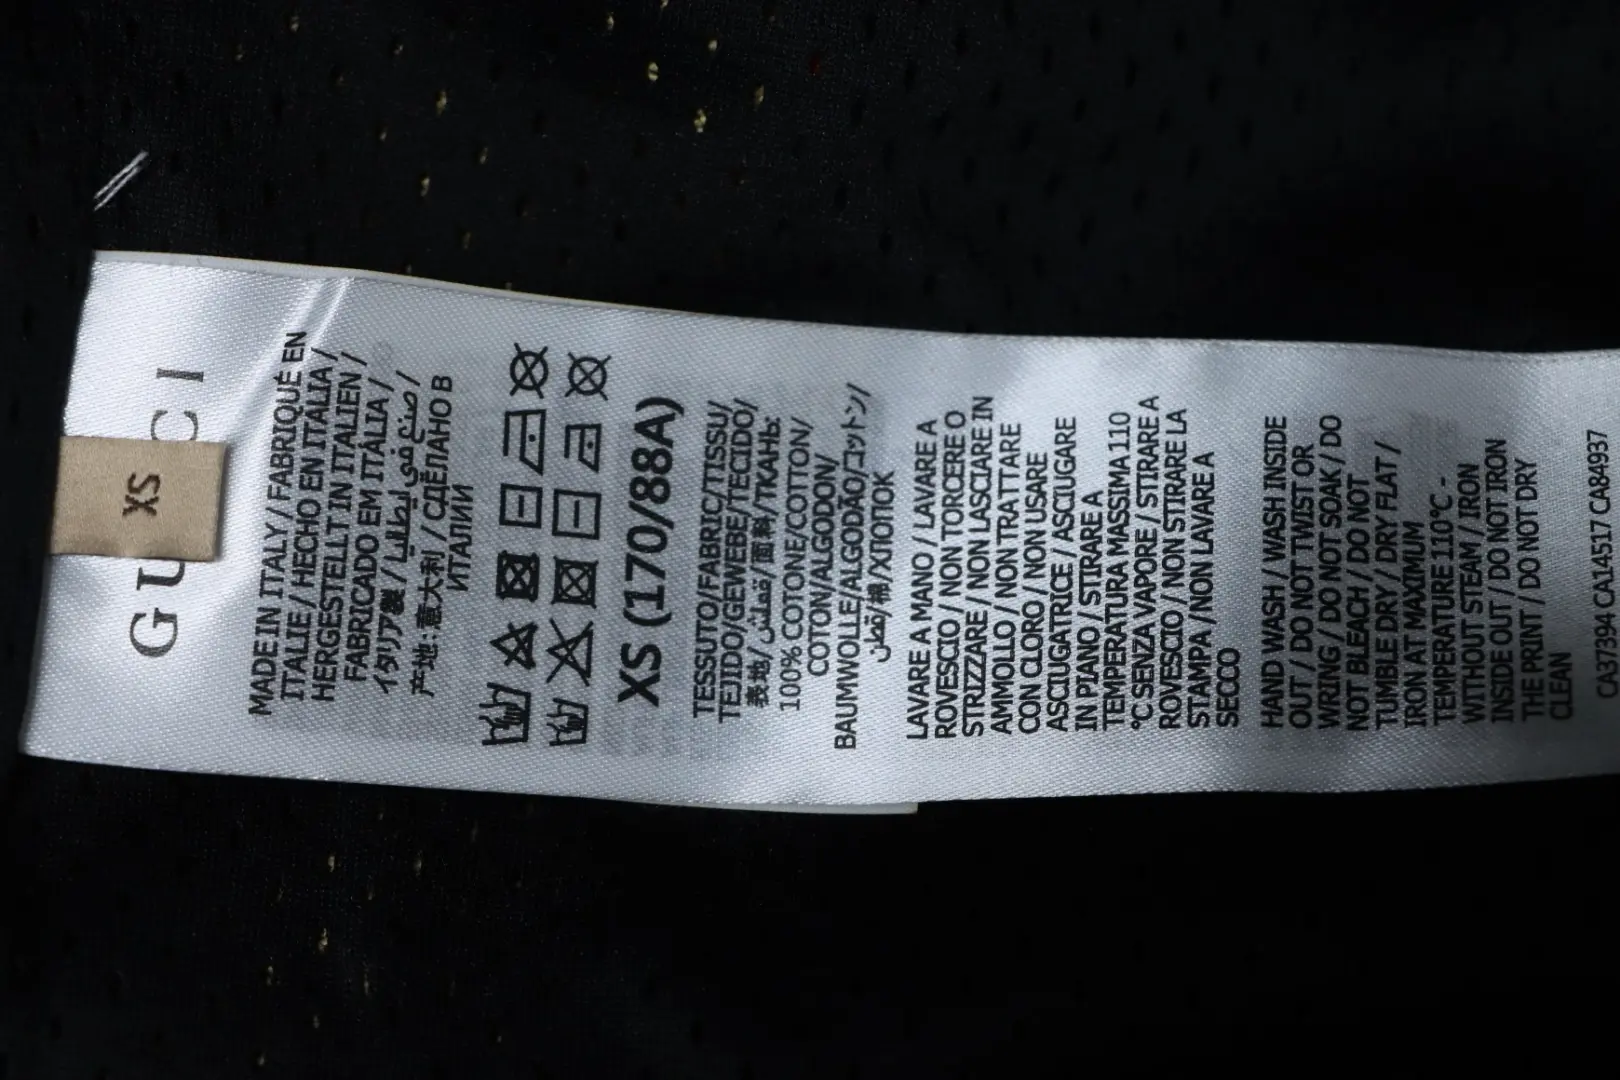 GUCCI
XS
MADE IN ITALY / FABRIQUÉ EN
ITALIE / HECHO EN ITALIA /
HERGESTELLT IN ITALIEN /
FABRICADO EM ITÁLIA /
イタリア製 / صنع في إيطاليا /
产地:意大利 / СДЕЛАНО В
ИТАЛИИ
XS (170/88A)
TESSUTO/FABRIC/TISSU/
TEJIDO/GEWEBE/TECIDO/
表地/قماش/面料/ТКАНЬ:
100% COTONE/COTTON/
COTON/ALGODON/
BAUMWOLLE/ALGODÃO/コットン/
قطن/棉/ХЛОПОК
LAVARE A MANO / LAVARE A
ROVESCIO / NON TORCERE O
STRIZZARE / NON LASCIARE IN
AMMOLLO / NON TRATTARE
CON CLORO / NON USARE
ASCIUGATRICE / ASCIUGARE
IN PIANO / STIRARE A
TEMPERATURA MASSIMA 110
°C SENZA VAPORE / STIRARE A
ROVESCIO / NON STIRARE LA
STAMPA / NON LAVARE A
SECCO
HAND WASH / WASH INSIDE
OUT / DO NOT TWIST OR
WRING / DO NOT SOAK / DO
NOT BLEACH / DO NOT
TUMBLE DRY / DRY FLAT /
IRON AT MAXIMUM
TEMPERATURE 110°C -
WITHOUT STEAM / IRON
INSIDE OUT / DO NOT IRON
THE PRINT / DO NOT DRY
CLEAN
CA37394 CA14517 CA84937